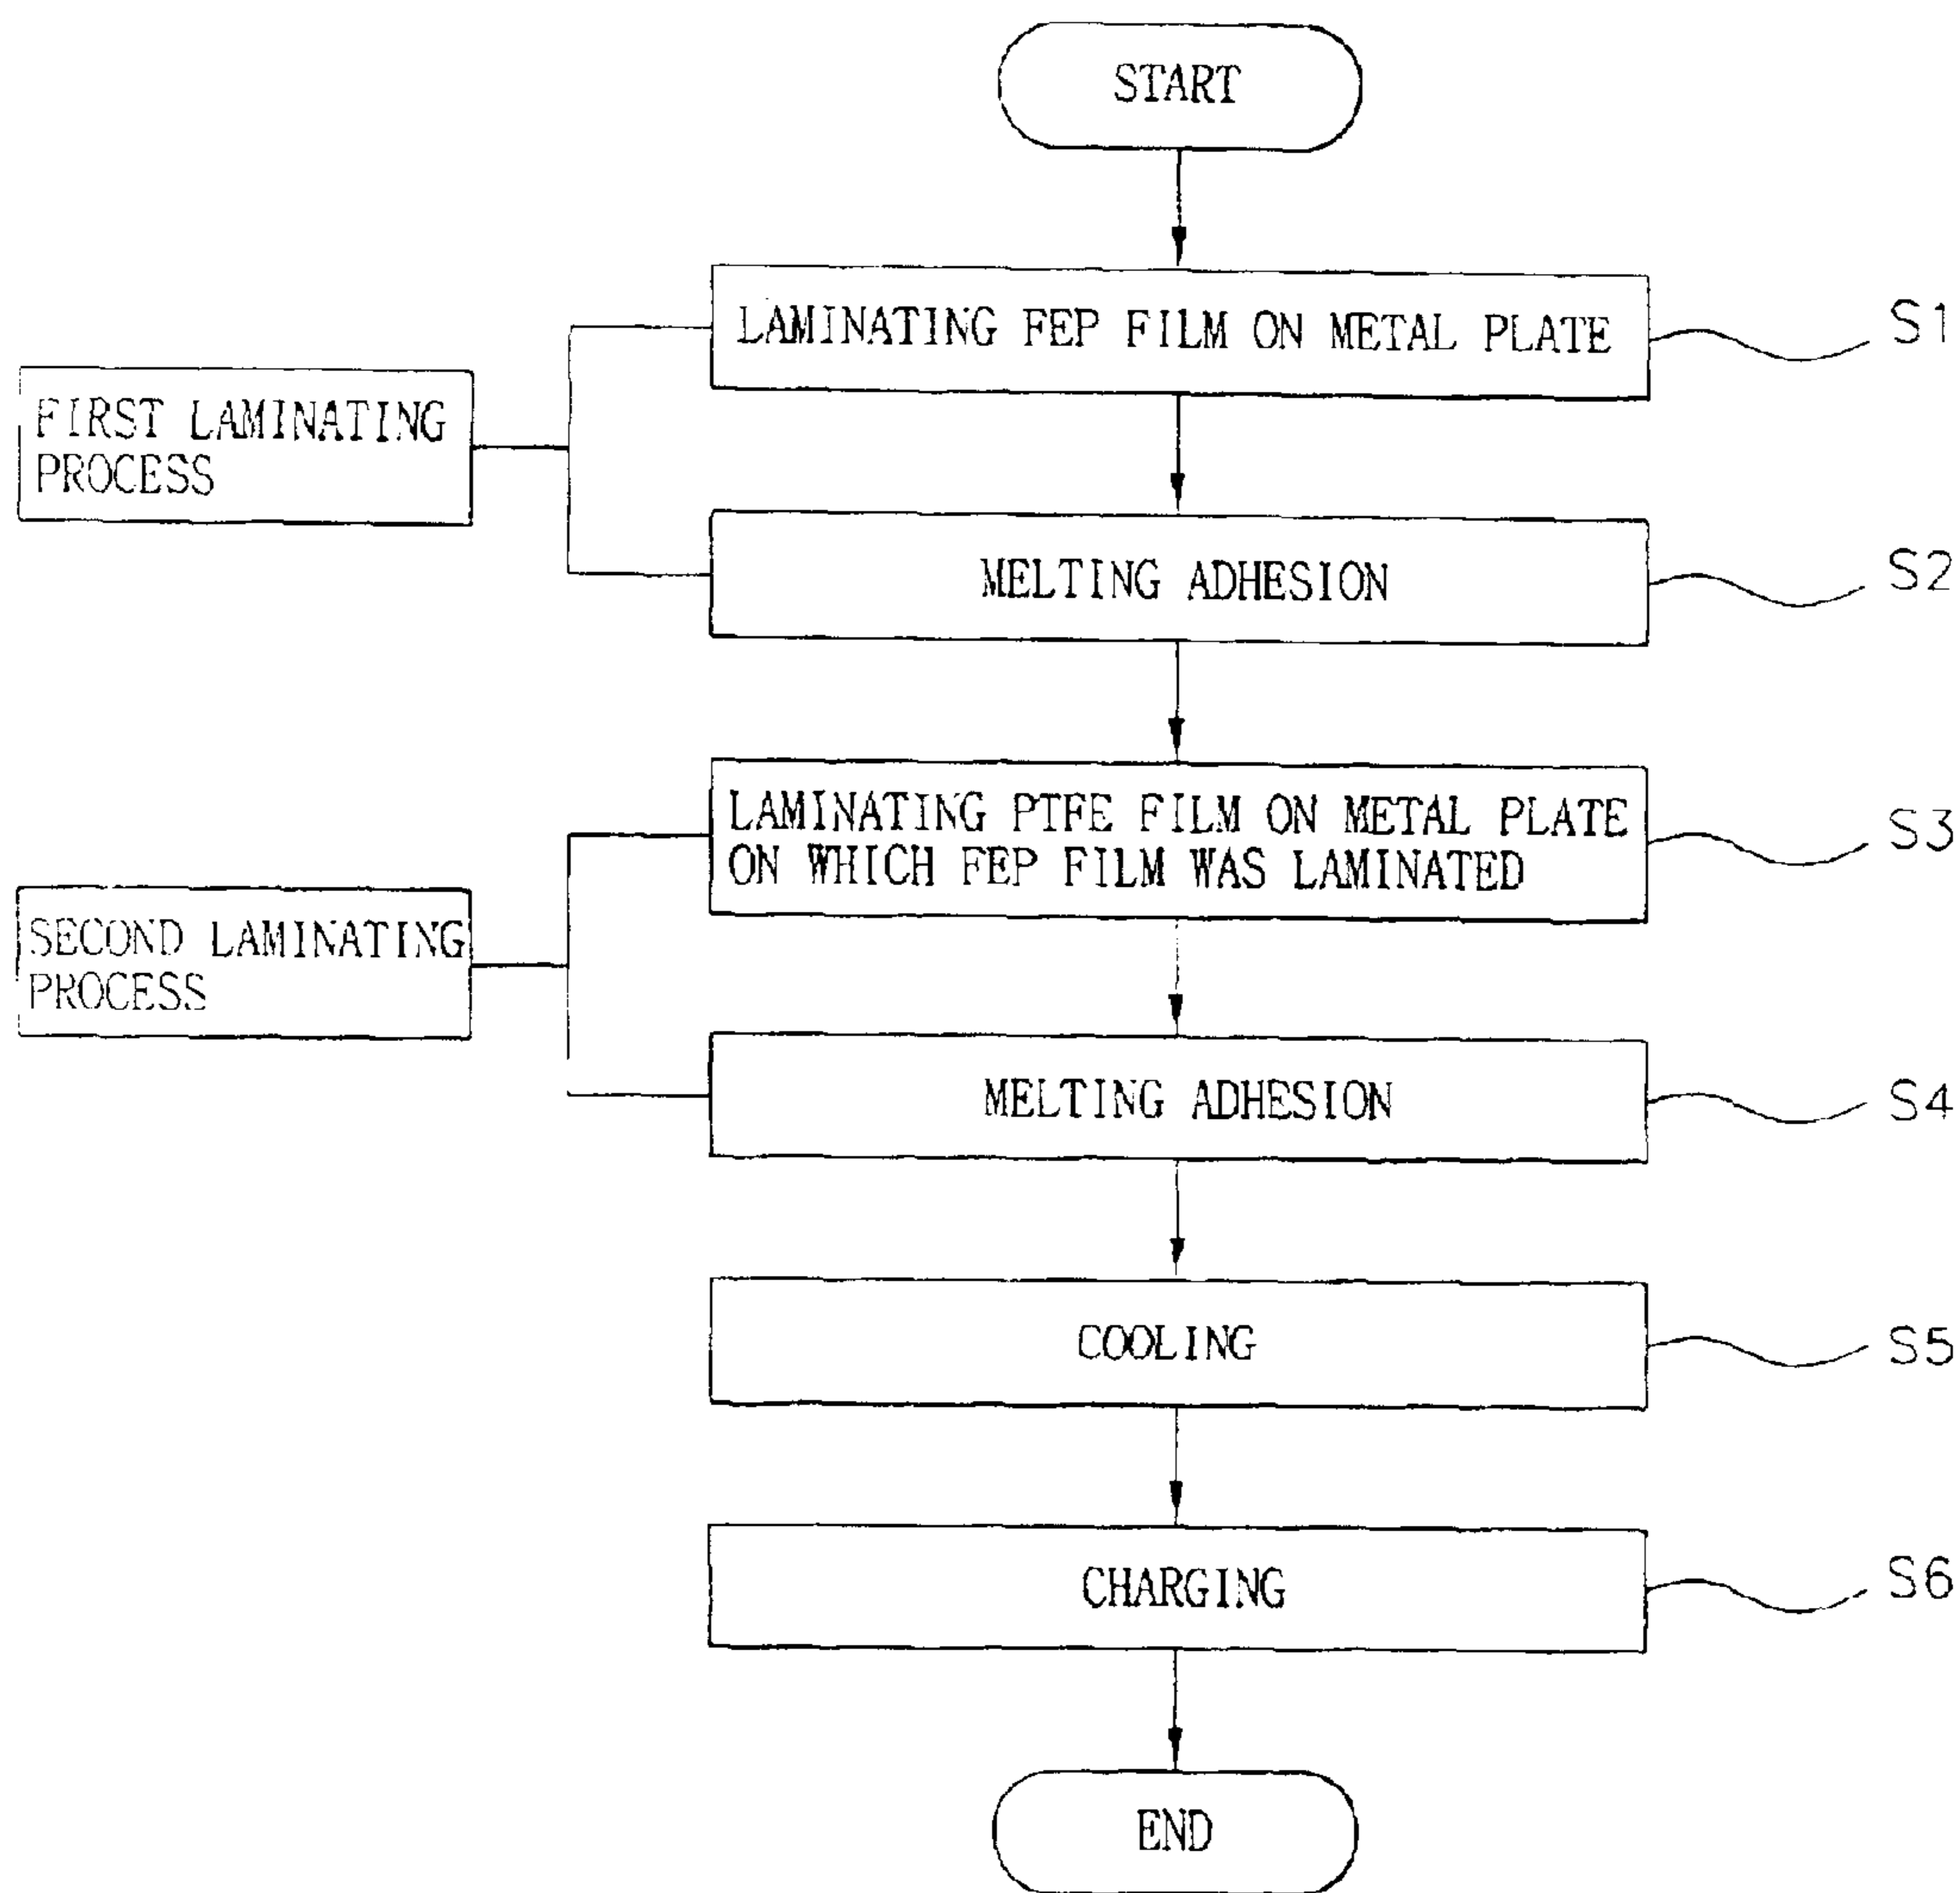 START
LAMINATING FEP FILM ON METAL PLATE
S1
FIRST LAMINATING
PROCESS
MELTING ADHESION
S2
LAMINATING PTFE FILM ON METAL PLATE
ON WHICH FEP FILM WAS LAMINATED
S3
SECOND LAMINATING
PROCESS
MELTING ADHESION
S4
COOLING
S5
CHARGING
S6
END